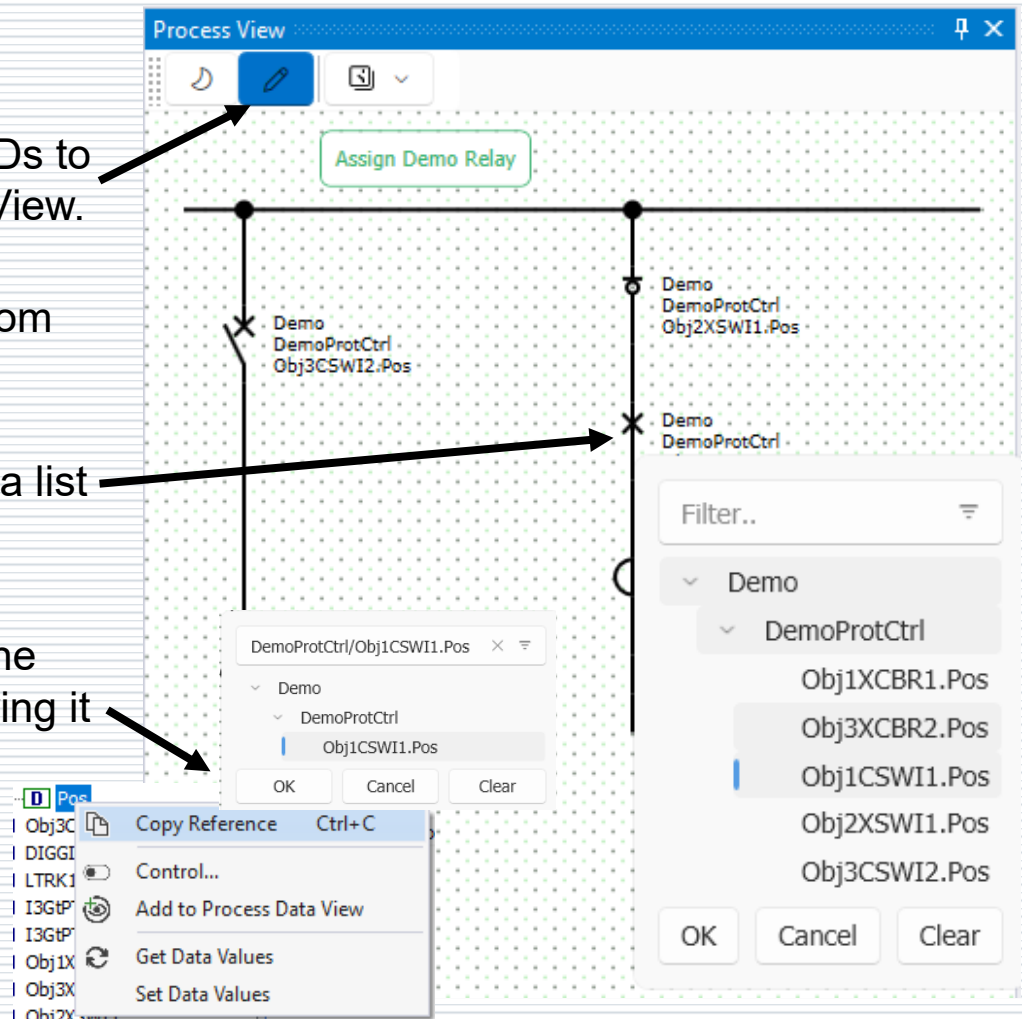 Process View
Ds to
View.
om
a list
he
ing it
Assign Demo Relay
Demo
DemoProtCtrl
Obj3CSWI2.Pos
Demo
DemoProtCtrl
Obj2XSWI1.Pos
Demo
DemoProtCtrl
DemoProtCtrl/Obj1CSWI1.Pos
Demo
DemoProtCtrl
Obj1CSWI1.Pos
OK Cancel Clear
Filter..
Demo
DemoProtCtrl
Obj1XCBR1.Pos
Obj3XCBR2.Pos
Obj1CSWI1.Pos
Obj2XSWI1.Pos
Obj3CSWI2.Pos
OK Cancel Clear
D Pos
Obj3C
DIGGI
LTRK1
I3GtP
I3GtP
Obj1X
Obj3X
Obj2X
Copy Reference Ctrl+C
Control...
Add to Process Data View
Get Data Values
Set Data Values